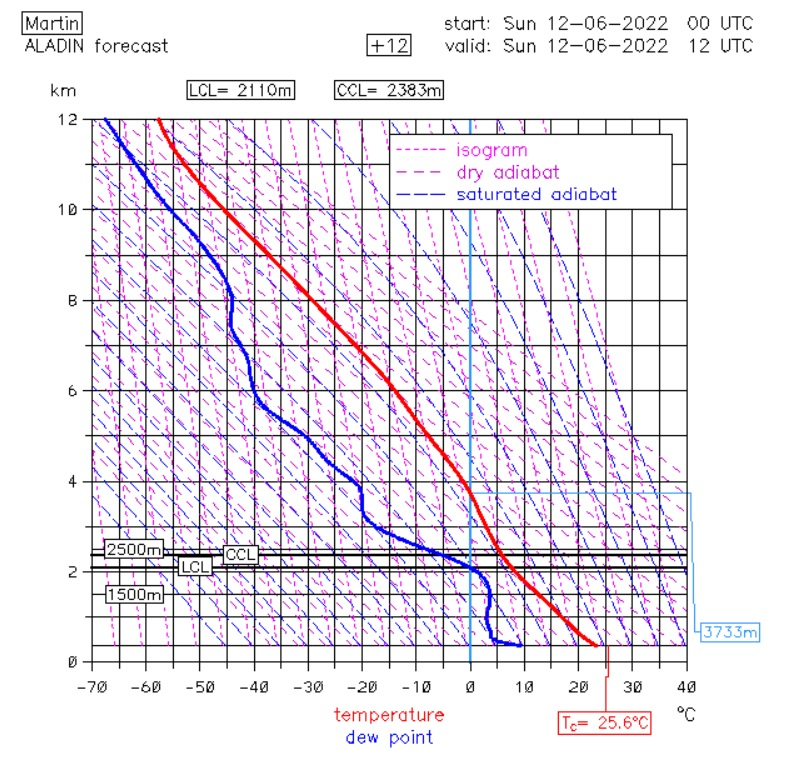 Martin
start: Sun 12-06-2022 00 UTC
ALADIN forecast
+12
valid: Sun 12-06-2022 12 UTC
LCL= 2110m
CCL= 2383m
km
12
isogram
dry adiabat
saturated adiabat
10
8
6
4
2500m
CCL
LCL
2
1500m
3733m
0
-70 -60 -50 -40 -30 -20 -10 0 10 20 30 40
temperature
°C
Tc= 25.6°C
dew point